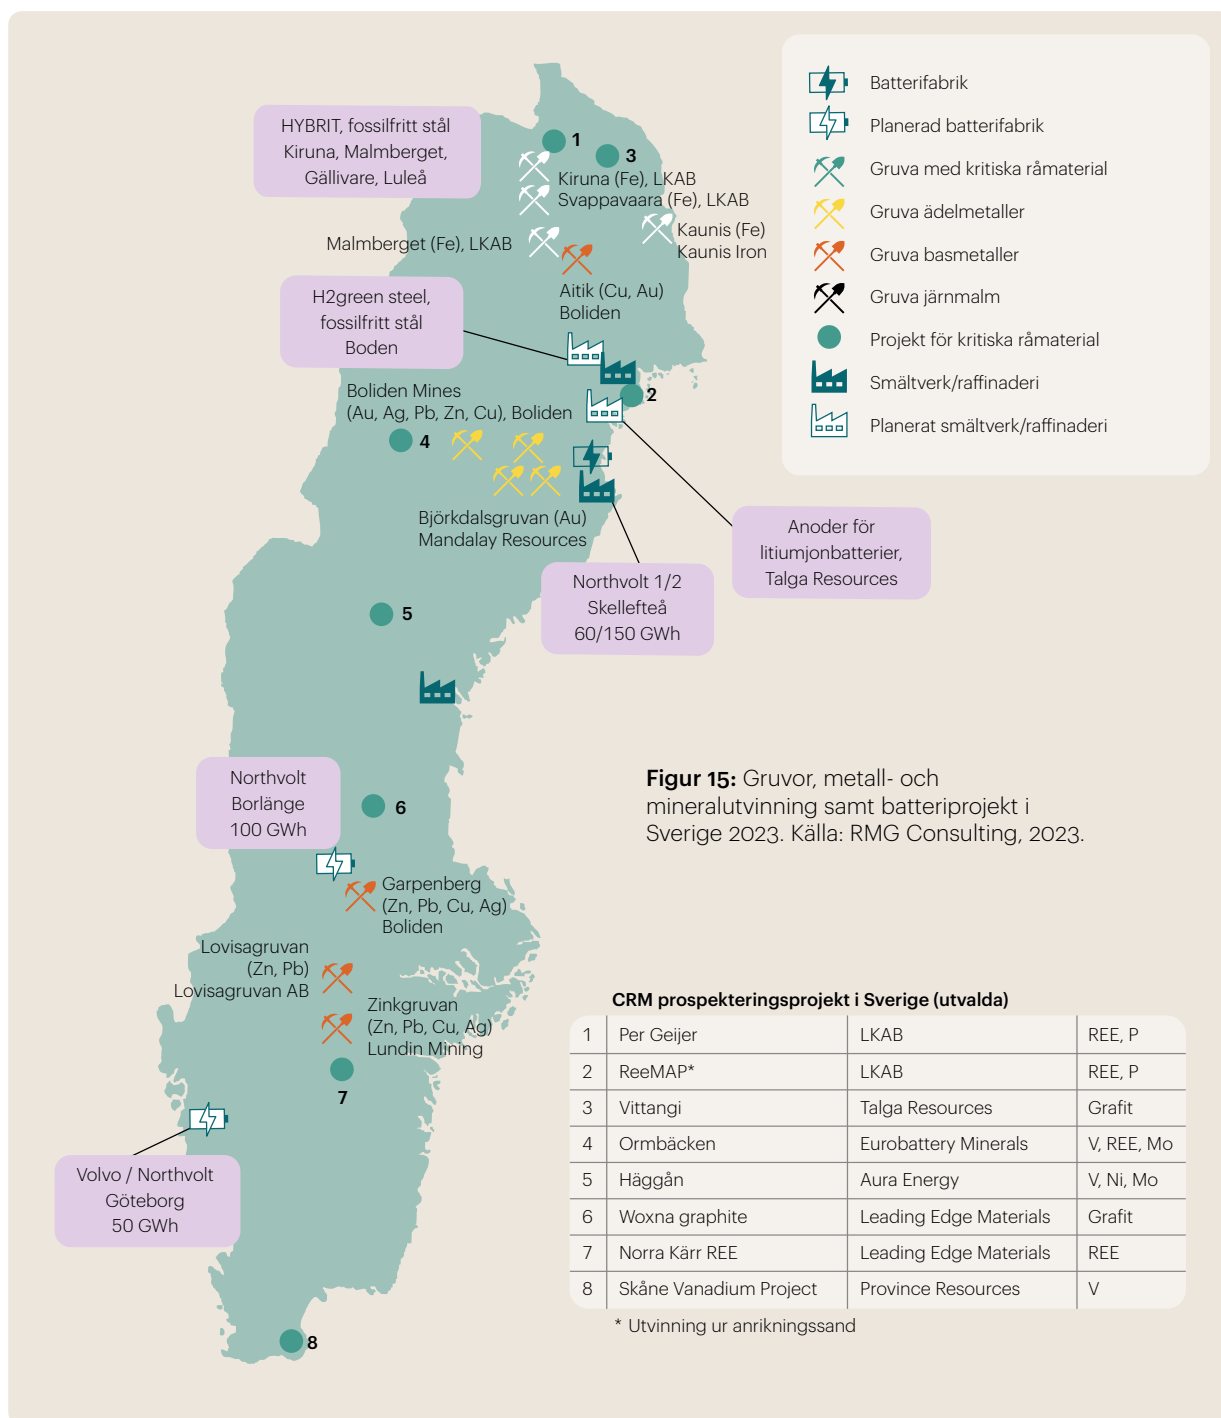 Batterifabrik
Planerad batterifabrik
Gruva med kritiska råmaterial
Gruva ädelmetaller
Gruva basmetaller
Gruva järnmalm
Projekt för kritiska råmaterial
Smältverk/raffinaderi
Planerat smältverk/raffinaderi
HYBRIT, fossilfritt stål
Kiruna, Malmberget,
Gällivare, Luleå
1
3
Kiruna (Fe), LKAB
Svappavaara (Fe), LKAB
Malmberget (Fe), LKAB
Kaunis (Fe)
Kaunis Iron
Aitik (Cu, Au)
Boliden
H2green steel,
fossilfritt stål
Boden
2
Boliden Mines
(Au, Ag, Pb, Zn, Cu), Boliden
4
Björkdalsgruvan (Au)
Mandalay Resources
Anoder för
litiumjonbatterier,
Talga Resources
Northvolt 1/2
Skellefteå
60/150 GWh
5
Northvolt
Borlänge
100 GWh
6
Figur 15: Gruvor, metall- och
mineralutvinning samt batteriprojekt i
Sverige 2023. Källa: RMG Consulting, 2023.
Garpenberg
(Zn, Pb, Cu, Ag)
Boliden
Lovisagruvan
(Zn, Pb)
Lovisagruvan AB
Zinkgruvan
(Zn, Pb, Cu, Ag)
Lundin Mining
7
Volvo / Northvolt
Göteborg
50 GWh
8
CRM prospekteringsprojekt i Sverige (utvalda)
1 Per Geijer LKAB REE, P
2 ReeMAP* LKAB REE, P
3 Vittangi Talga Resources Grafit
4 Ormbäcken Eurobattery Minerals V, REE, Mo
5 Häggån Aura Energy V, Ni, Mo
6 Woxna graphite Leading Edge Materials Grafit
7 Norra Kärr REE Leading Edge Materials REE
8 Skåne Vanadium Project Province Resources V
* Utvinning ur anrikningssand